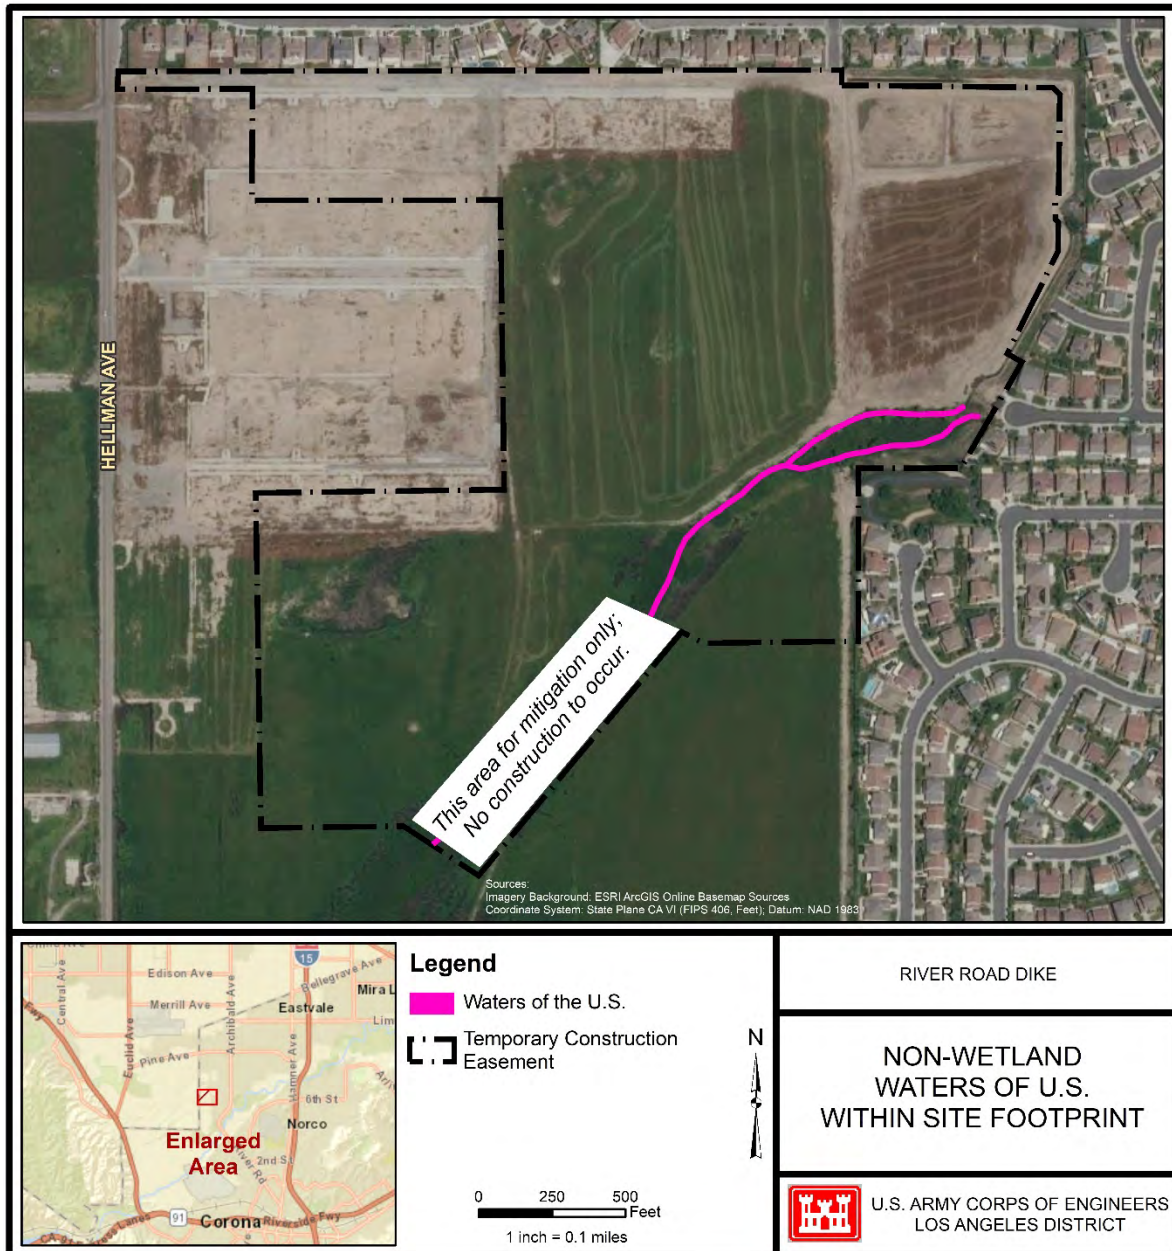 HELLMAN AVE
This area for mitigation only;
No construction to occur.
Sources:
Imagery Background: ESRI ArcGIS Online Basemap Sources
Coordinate System: State Plane CA VI (FIPS 406, Feet); Datum: NAD 1983
Central Ave
Edison Ave
Merrill Ave
Euclid Ave
Pine Ave
Archibald Ave
15
Bellegrave Ave
Mira L
Eastvale
Lim
Hamner Ave
6th St
Norco
Enlarged
Area
2nd St
River Rd
91
Corona
Riverside Fwy
Fwy
Legend
Waters of the U.S.
Temporary Construction
Easement
N
0 250 500
Feet
1 inch = 0.1 miles
RIVER ROAD DIKE
NON-WETLAND
WATERS OF U.S.
WITHIN SITE FOOTPRINT
U.S. ARMY CORPS OF ENGINEERS
LOS ANGELES DISTRICT